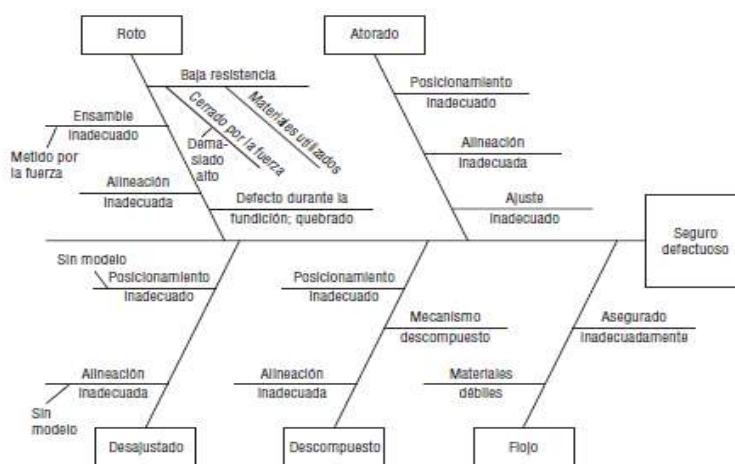 Roto
Atorado
Baja resistencia
Posicionamiento
inadecuado
Cerrado por la fuerza
Materiales utilizados
Ensamble
inadecuado
Dema-
siado
alto
Metido por
la fuerza
Alineación
inadecuada
Alineación
inadecuada
Defecto durante la
fundición; quebrado
Ajuste
inadecuado
Seguro
defectuoso
Sin modelo
Posicionamiento
inadecuado
Posicionamiento
inadecuado
Mecanismo
descompuesto
Asegurado
inadecuadamente
Alineación
inadecuada
Alineación
inadecuada
Materiales
débiles
Sin
modelo
Desajustado
Descompuesto
Flojo